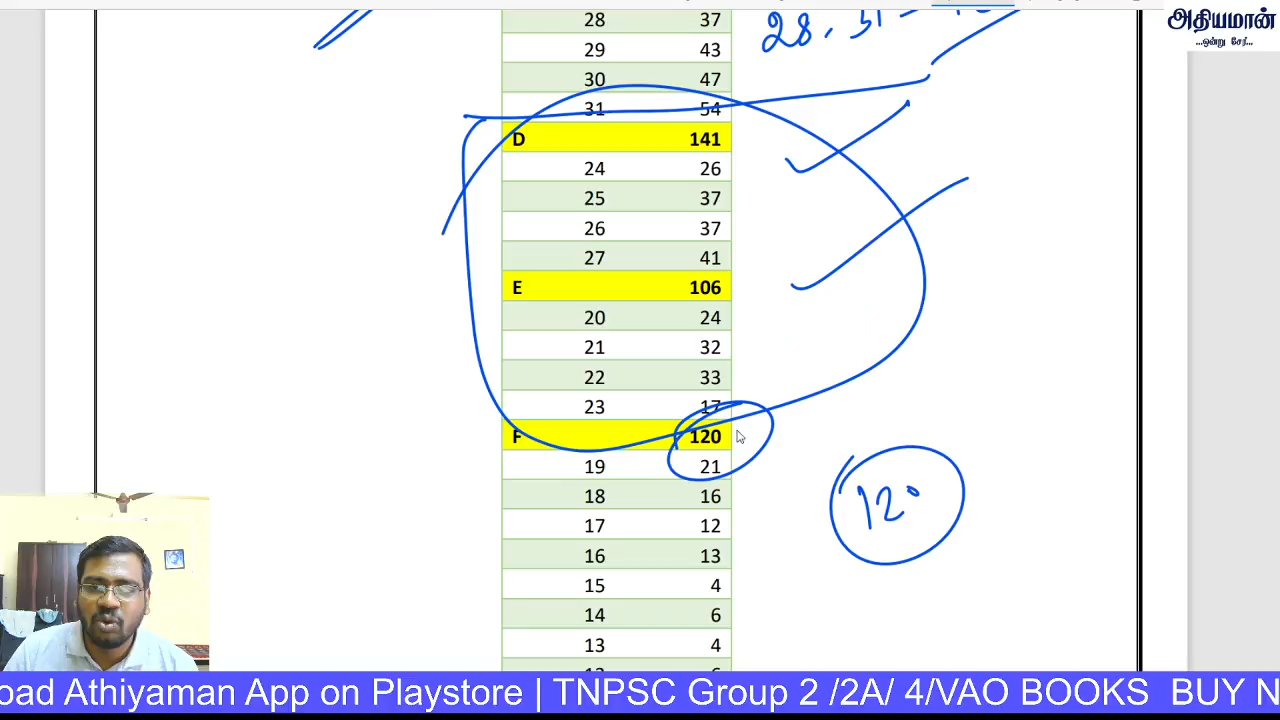 அதியமான்
...ஒன்று சேர்...
28 37
28, 31 -
29 43
30 47
31 54
D 141
24 26
25 37
26 37
27 41
E 106
20 24
21 32
22 33
23 17
F 120
19 21
120
18 16
17 12
16 13
15 4
14 6
13 4
oad Athiyaman App on Playstore | TNPSC Group 2 /2A/ 4/VAO BOOKS BUY N